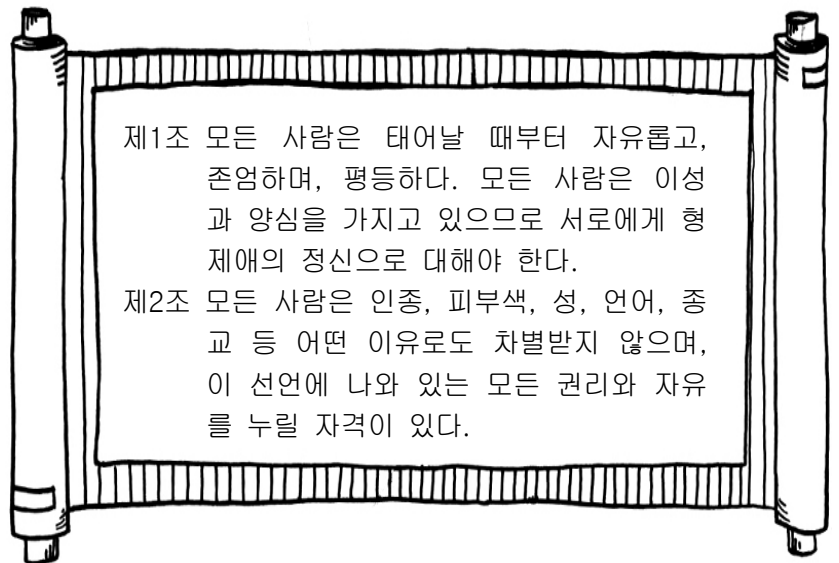 제1조 모든 사람은 태어날 때부터 자유롭고,
존엄하며, 평등하다. 모든 사람은 이성
과 양심을 가지고 있으므로 서로에게 형
제애의 정신으로 대해야 한다.
제2조 모든 사람은 인종, 피부색, 성, 언어, 종
교 등 어떤 이유로도 차별받지 않으며,
이 선언에 나와 있는 모든 권리와 자유
를 누릴 자격이 있다.